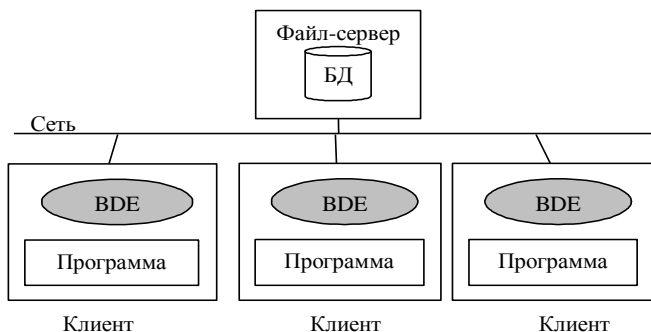 Файл-сервер
БД
Сеть
BDE
BDE
BDE
Программа
Программа
Программа
Клиент
Клиент
Клиент